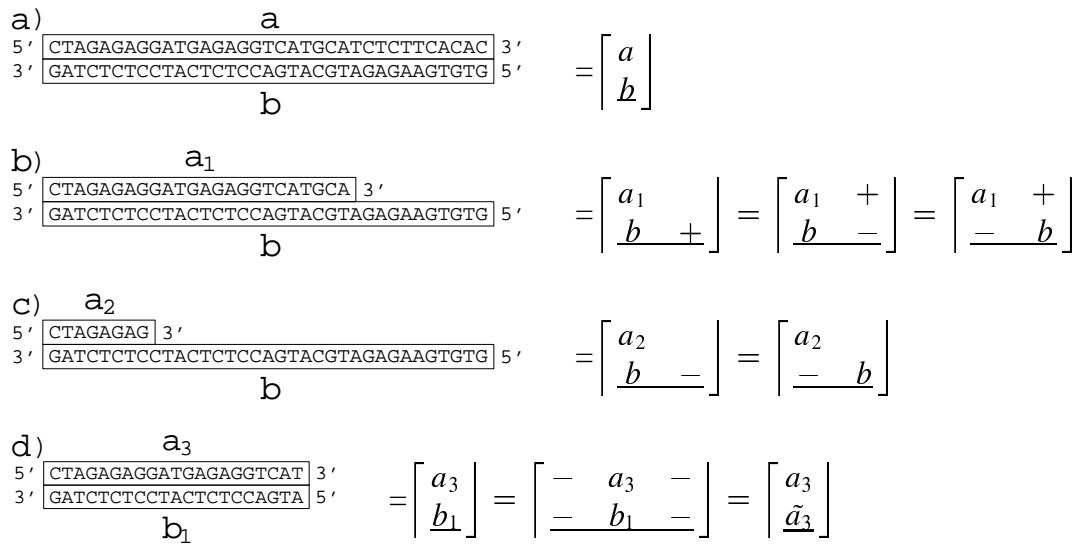 a) a
5′ CTAGAGAGGATGAGAGGTCATGCATCTCTTCACAC 3′
3′ GATCTCTCCTACTCTCCAGTACGTAGAGAAGTGTG 5′
b
= ⌈ a
b ⌋
b) a₁
5′ CTAGAGAGGATGAGAGGTCATGCA 3′
3′ GATCTCTCCTACTCTCCAGTACGTAGAGAAGTGTG 5′
b
= ⌈ a₁
b + ⌋ = ⌈ a₁ +
b − ⌋ = ⌈ a₁ +
− b ⌋
c) a₂
5′ CTAGAGAG 3′
3′ GATCTCTCCTACTCTCCAGTACGTAGAGAAGTGTG 5′
b
= ⌈ a₂
b − ⌋ = ⌈ a₂
− b ⌋
d) a₃
5′ CTAGAGAGGATGAGAGGTCAT 3′
3′ GATCTCTCCTACTCTCCAGTA 5′
b₁
= ⌈ a₃
b₁ ⌋ = ⌈ − a₃ −
− b₁ − ⌋ = ⌈ a₃
ã₃ ⌋